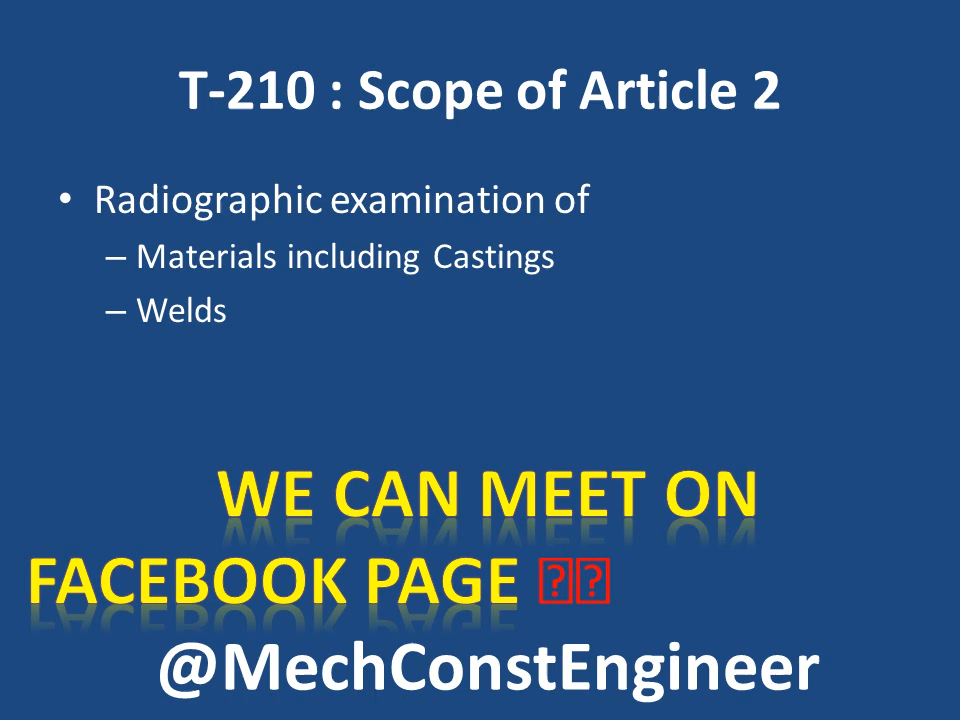 T-210 : Scope of Article 2
• Radiographic examination of
– Materials including Castings
– Welds
WE CAN MEET ON
FACEBOOK PAGE
@MechConstEngineer